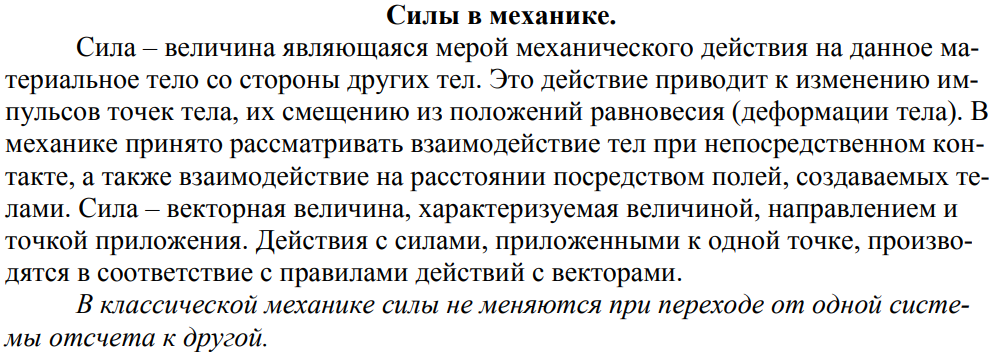 Силы в механике.
Сила – величина являющаяся мерой механического действия на данное ма-
териальное тело со стороны других тел. Это действие приводит к изменению им-
пульсов точек тела, их смещению из положений равновесия (деформации тела). В
механике принято рассматривать взаимодействие тел при непосредственном кон-
такте, а также взаимодействие на расстоянии посредством полей, создаваемых те-
лами. Сила – векторная величина, характеризуемая величиной, направлением и
точкой приложения. Действия с силами, приложенными к одной точке, произво-
дятся в соответствие с правилами действий с векторами.
В классической механике силы не меняются при переходе от одной систе-
мы отсчета к другой.